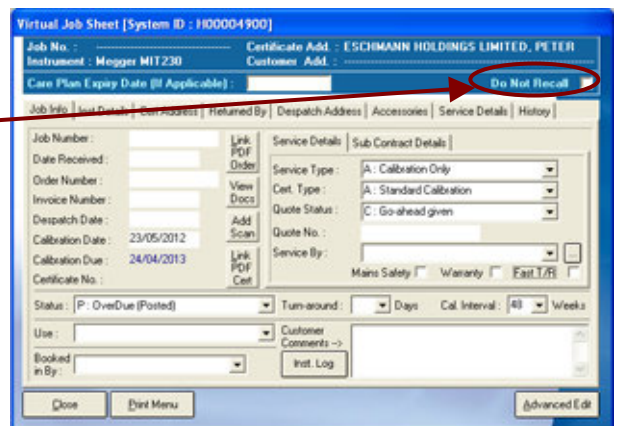 Virtual Job Sheet [System ID : H00004900]
Job No. : Certificate Add. : ESCHMANN HOLDINGS LIMITED, PETER
Instrument : Megger MIT230 Customer Add. :
Care Plan Expiry Date (If Applicable) : Do Not Recall
Job Info Inst Details Cert Address Returned By Despatch Address Accessories Service Details History
Job Number :
Date Received :
Order Number :
Invoice Number :
Despatch Date :
Calibration Date : 23/05/2012
Calibration Due : 24/04/2013
Certificate No. :
Link PDF Order
View Docs
Add Scan
Link PDF Cert
Service Details Sub Contract Details
Service Type : A : Calibration Only
Cert. Type : A : Standard Calibration
Quote Status : C : Go-ahead given
Quote No. :
Service By :
Mains Safety Warranty Fast T/R
Status : P : OverDue (Posted) Turn-around : Days Cal. Interval : 48 Weeks
Use : Customer Comments -->
Booked in By : Inst. Log
Close Print Menu Advanced Edit